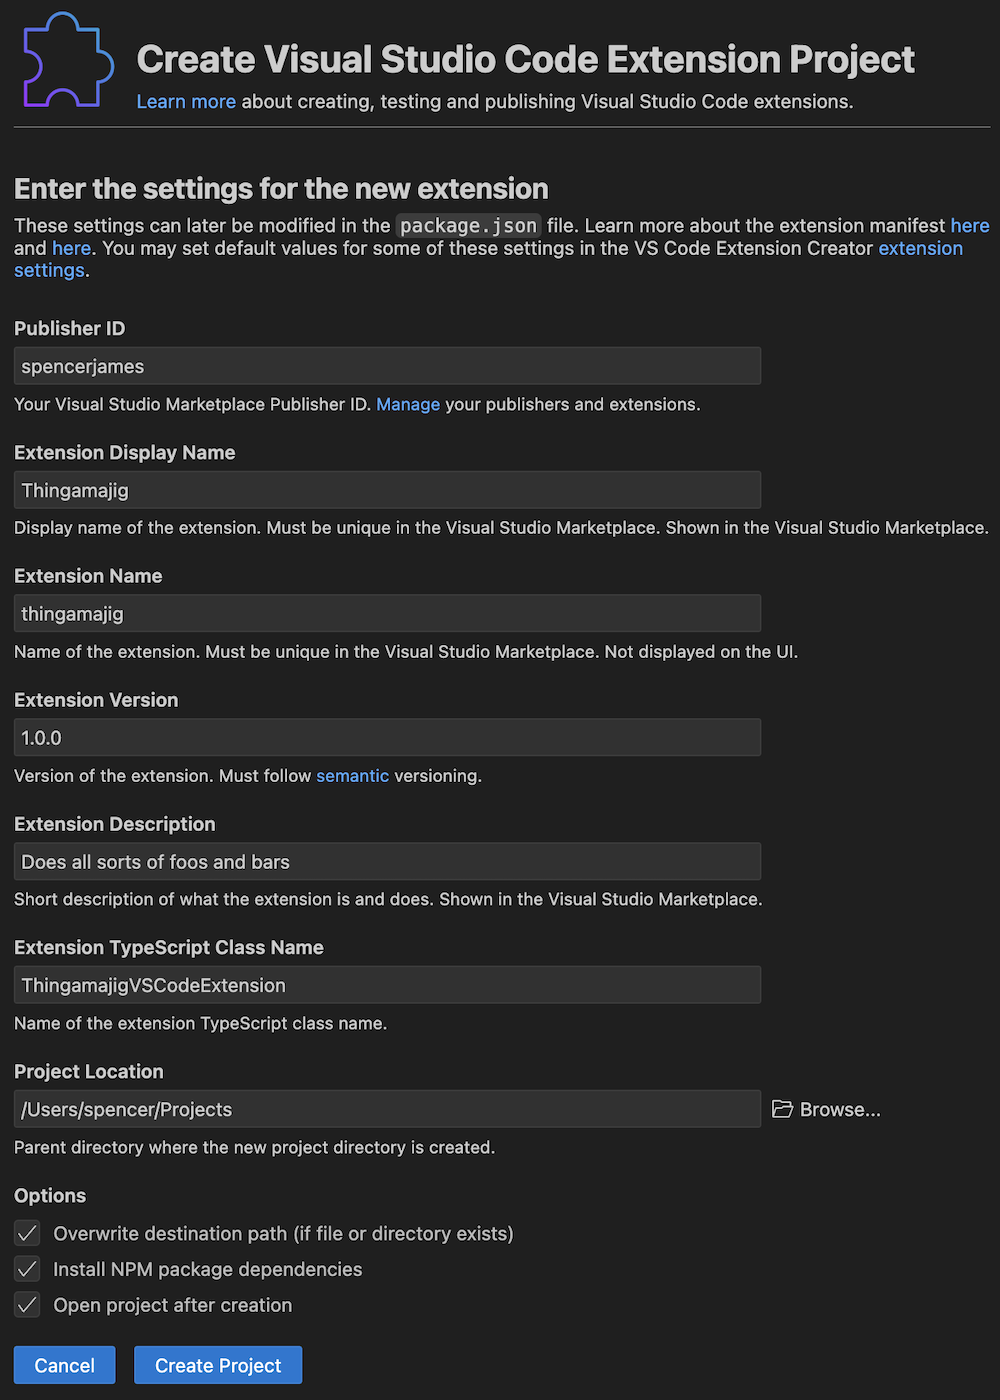 Create Visual Studio Code Extension Project
Learn more about creating, testing and publishing Visual Studio Code extensions.
Enter the settings for the new extension
These settings can later be modified in the package.json file. Learn more about the extension manifest here
and here. You may set default values for some of these settings in the VS Code Extension Creator extension
settings.
Publisher ID
spencerjames
Your Visual Studio Marketplace Publisher ID. Manage your publishers and extensions.
Extension Display Name
Thingamajig
Display name of the extension. Must be unique in the Visual Studio Marketplace. Shown in the Visual Studio Marketplace.
Extension Name
thingamajig
Name of the extension. Must be unique in the Visual Studio Marketplace. Not displayed on the UI.
Extension Version
1.0.0
Version of the extension. Must follow semantic versioning.
Extension Description
Does all sorts of foos and bars
Short description of what the extension is and does. Shown in the Visual Studio Marketplace.
Extension TypeScript Class Name
ThingamajigVSCodeExtension
Name of the extension TypeScript class name.
Project Location
/Users/spencer/Projects
Browse...
Parent directory where the new project directory is created.
Options
Overwrite destination path (if file or directory exists)
Install NPM package dependencies
Open project after creation
Cancel
Create Project